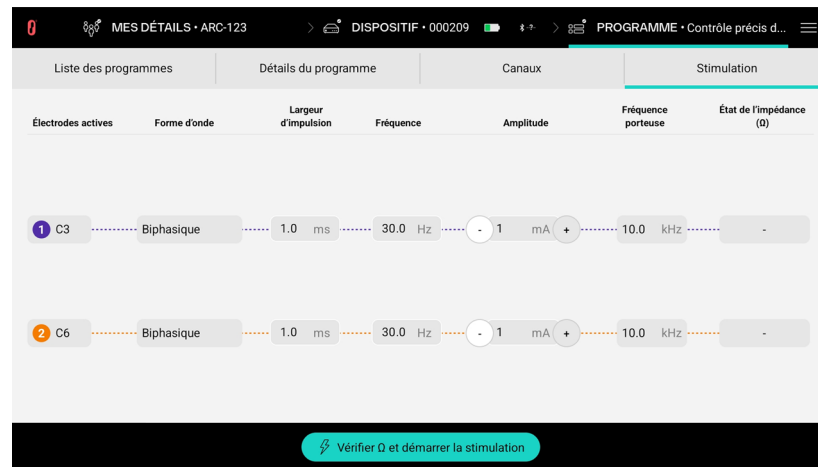 MES DÉTAILS • ARC-123 > DISPOSITIF • 000209 > PROGRAMME • Contrôle précis d...
Liste des programmes Détails du programme Canaux Stimulation
Électrodes actives Forme d'onde Largeur d'impulsion Fréquence Amplitude Fréquence porteuse État de l'impédance (Ω)
1 C3 Biphasique 1.0 ms 30.0 Hz - 1 mA + 10.0 kHz -
2 C6 Biphasique 1.0 ms 30.0 Hz - 1 mA + 10.0 kHz -
Vérifier Ω et démarrer la stimulation